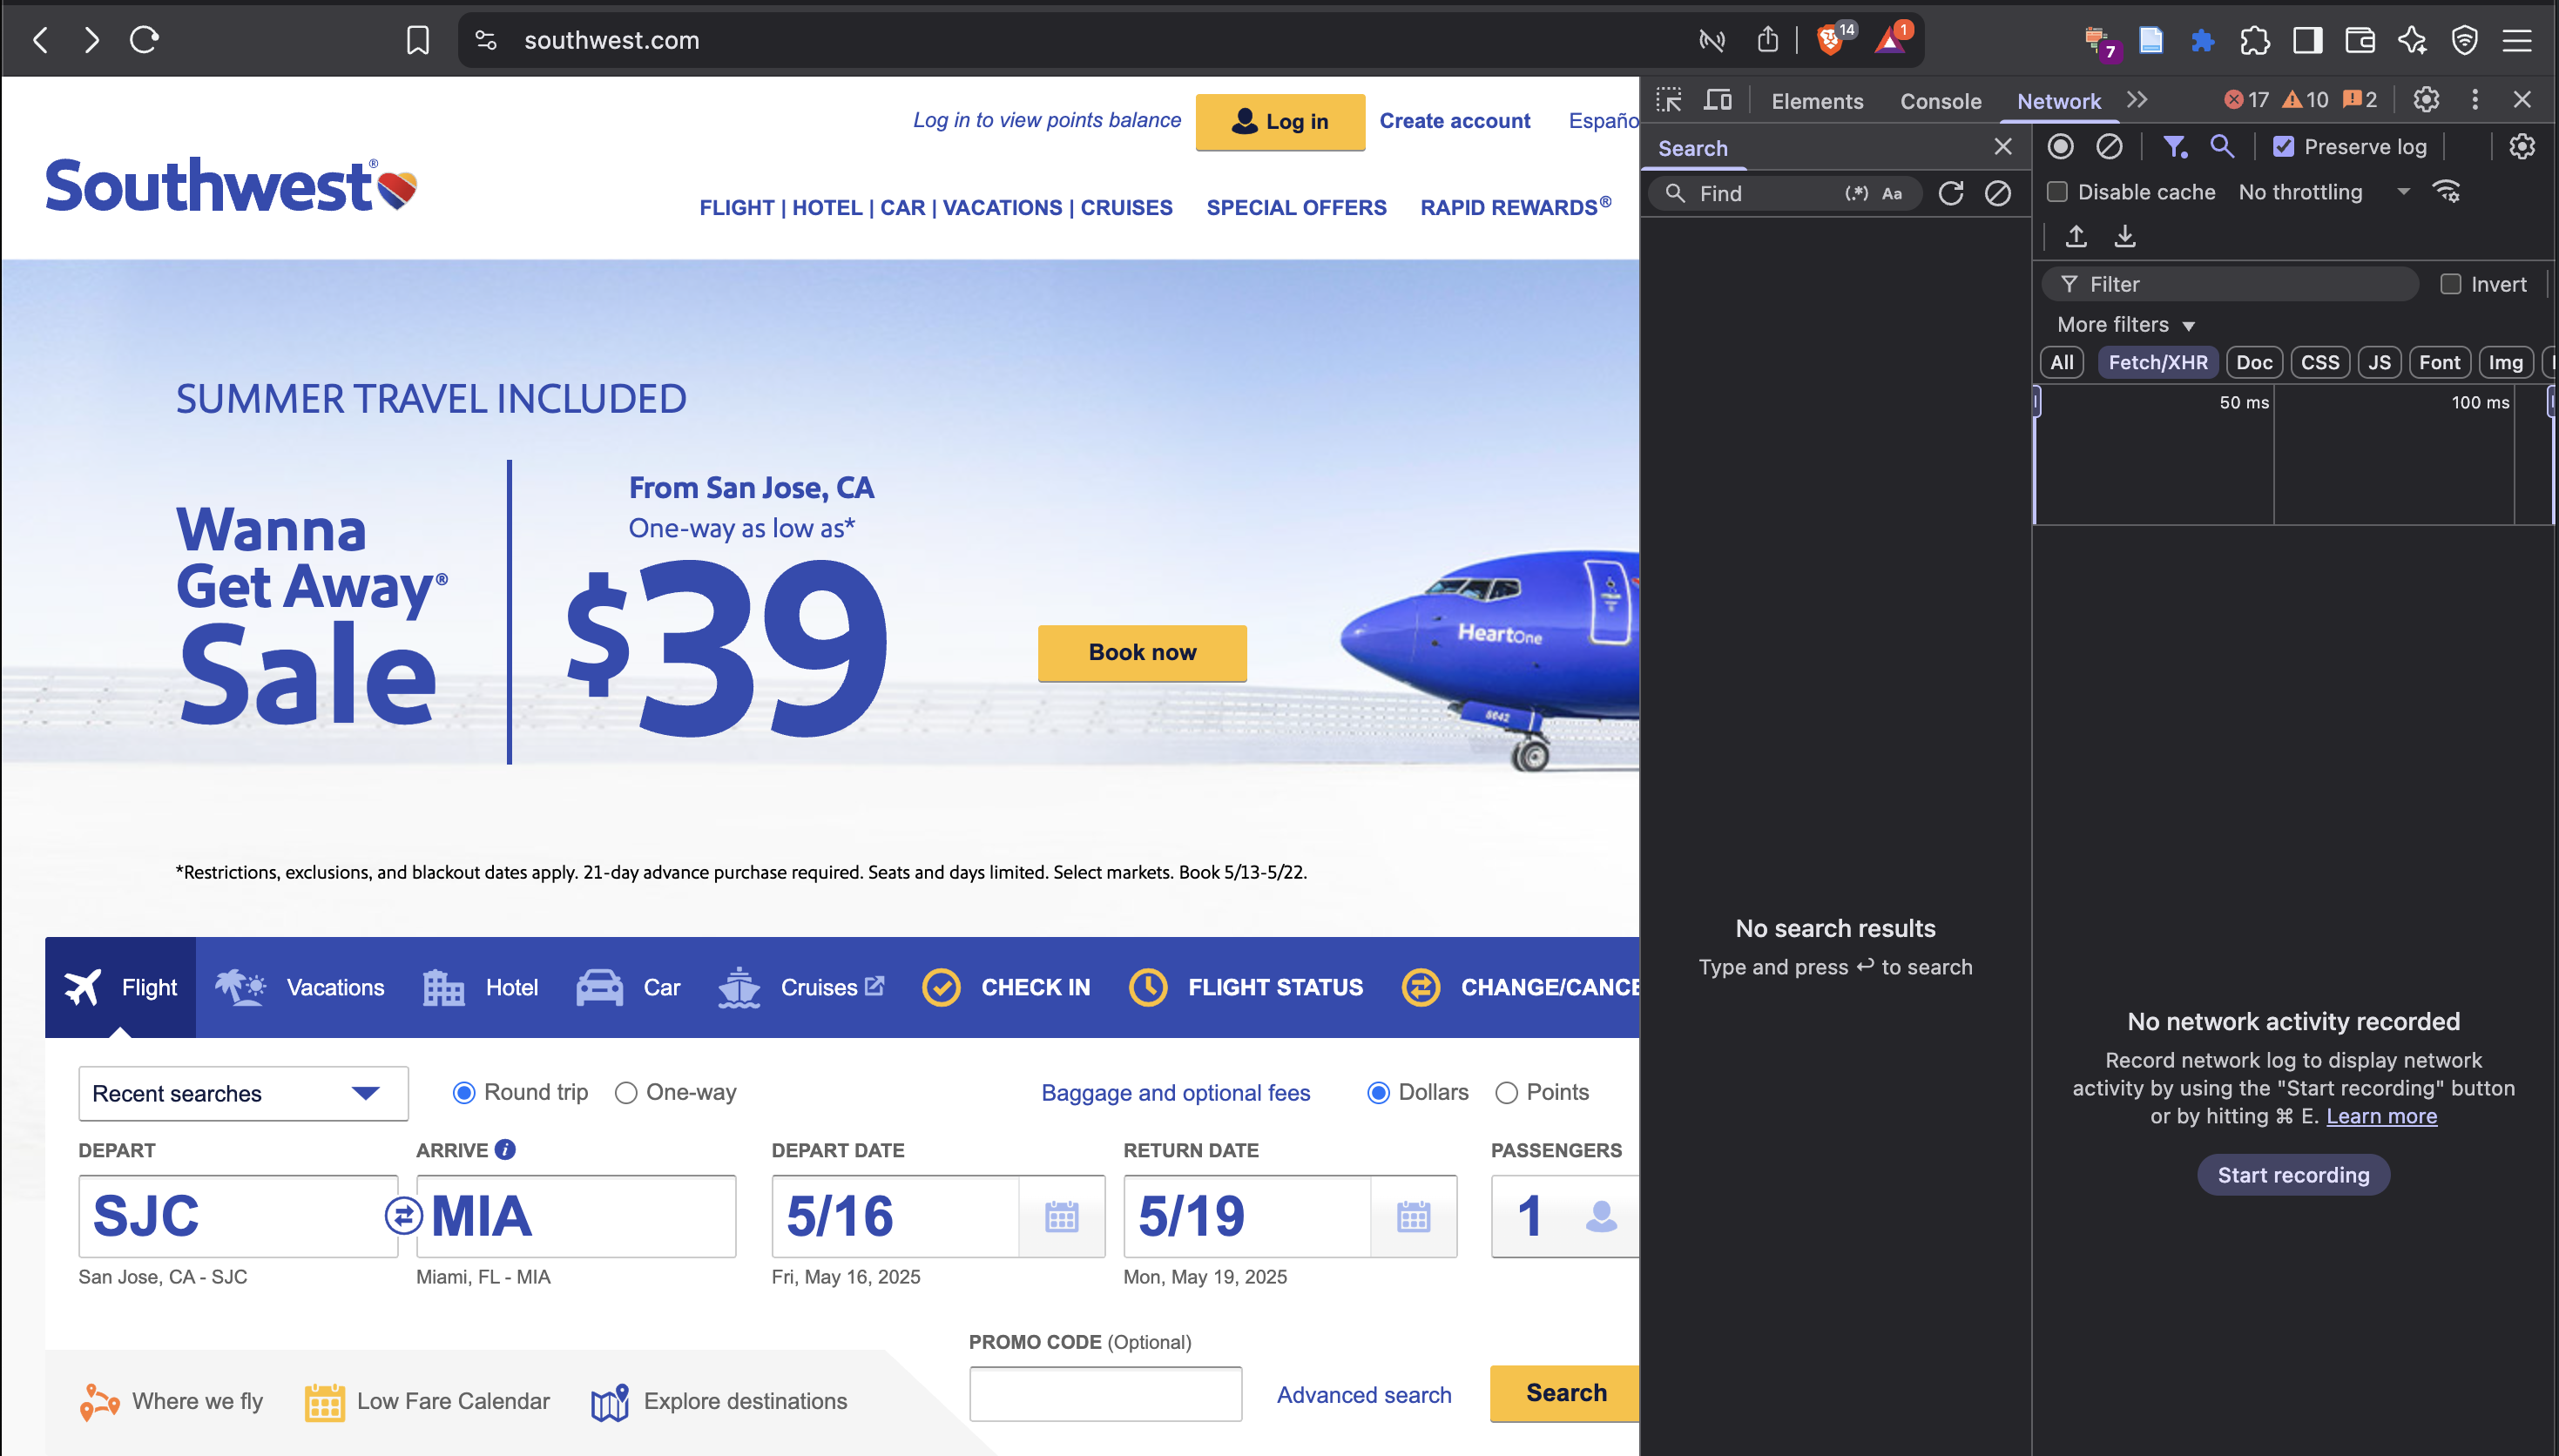 southwest.com
14
1
7
Log in to view points balance
Log in
Create account
Españo
Southwest®
FLIGHT | HOTEL | CAR | VACATIONS | CRUISES
SPECIAL OFFERS
RAPID REWARDS®
SUMMER TRAVEL INCLUDED
Wanna
Get Away®
Sale
From San Jose, CA
One-way as low as*
$39
Book now
HeartOne
8642
*Restrictions, exclusions, and blackout dates apply. 21-day advance purchase required. Seats and days limited. Select markets. Book 5/13-5/22.
Flight
Vacations
Hotel
Car
Cruises
CHECK IN
FLIGHT STATUS
CHANGE/CANCE
Recent searches
Round trip
One-way
Baggage and optional fees
Dollars
Points
DEPART
ARRIVE i
DEPART DATE
RETURN DATE
PASSENGERS
SJC
MIA
5/16
5/19
1
San Jose, CA - SJC
Miami, FL - MIA
Fri, May 16, 2025
Mon, May 19, 2025
PROMO CODE (Optional)
Where we fly
Low Fare Calendar
Explore destinations
Advanced search
Search
Elements
Console
Network
17
10
2
Search
Find
(.*)
Aa
No search results
Type and press ↩ to search
Preserve log
Disable cache
No throttling
Filter
Invert
More filters
All
Fetch/XHR
Doc
CSS
JS
Font
Img
50 ms
100 ms
No network activity recorded
Record network log to display network
activity by using the "Start recording" button
or by hitting ⌘ E. Learn more
Start recording